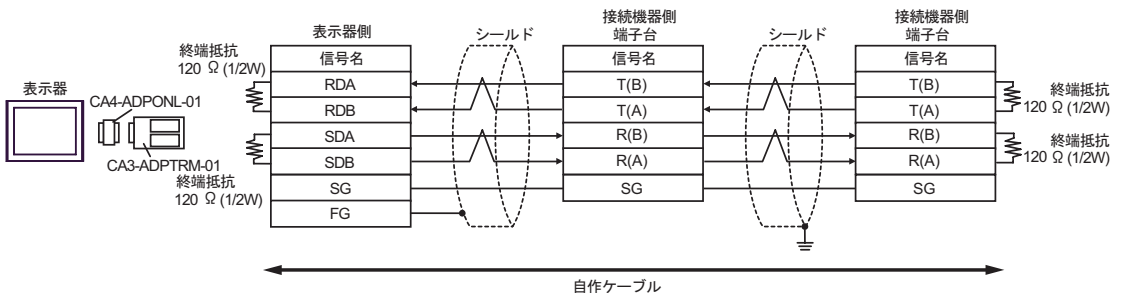 表示器
CA4-ADPONL-01
CA3-ADPTRM-01
終端抵抗
120 Ω (1/2W)
終端抵抗
120 Ω (1/2W)
表示器側
信号名
RDA
RDB
SDA
SDB
SG
FG
シールド
接続機器側
端子台
信号名
T(B)
T(A)
R(B)
R(A)
SG
シールド
接続機器側
端子台
信号名
T(B)
T(A)
R(B)
R(A)
SG
終端抵抗
120 Ω (1/2W)
終端抵抗
120 Ω (1/2W)
自作ケーブル